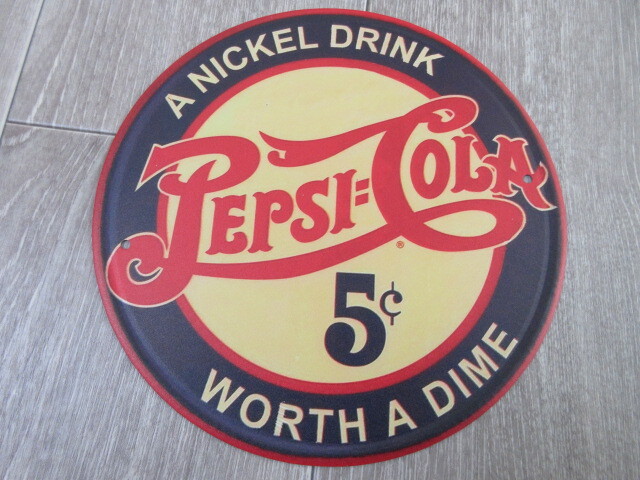 A NICKEL DRINK
PEPSI=COLA
®
5¢
WORTH A DIME